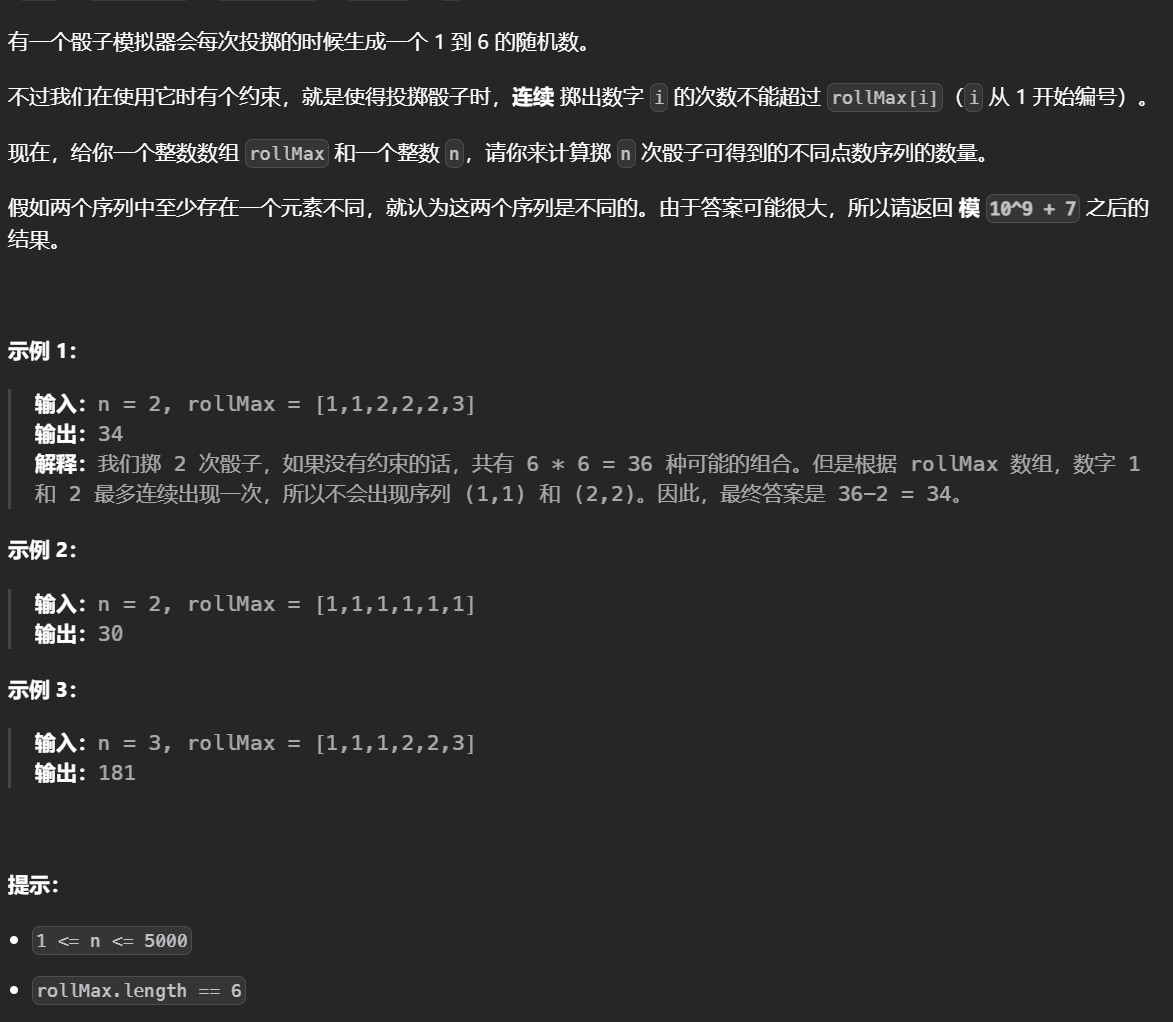 有一个骰子模拟器会每次投掷的时候生成一个 1 到 6 的随机数。
不过我们在使用它时有个约束，就是使得投掷骰子时，连续 掷出数字 i 的次数不能超过 rollMax[i]（i 从 1 开始编号）。
现在，给你一个整数数组 rollMax 和一个整数 n，请你来计算掷 n 次骰子可得到的不同点数序列的数量。
假如两个序列中至少存在一个元素不同，就认为这两个序列是不同的。由于答案可能很大，所以请返回 模 10^9 + 7 之后的
结果。
示例 1：
输入：n = 2, rollMax = [1,1,2,2,2,3]
输出：34
解释：我们掷 2 次骰子，如果没有约束的话，共有 6 * 6 = 36 种可能的组合。但是根据 rollMax 数组，数字 1
和 2 最多连续出现一次，所以不会出现序列 (1,1) 和 (2,2)。因此，最终答案是 36-2 = 34。
示例 2：
输入：n = 2, rollMax = [1,1,1,1,1,1]
输出：30
示例 3：
输入：n = 3, rollMax = [1,1,1,2,2,3]
输出：181
提示：
• 1 <= n <= 5000
• rollMax.length == 6